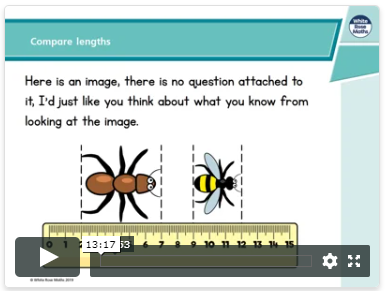 White
Rose
Maths
Compare lengths
Here is an image, there is no question attached to
it, I'd just like you think about what you know from
looking at the image.
0 1 6 7 8 9 10 11 12 13 14 15
13:17
© White Rose Maths 2019